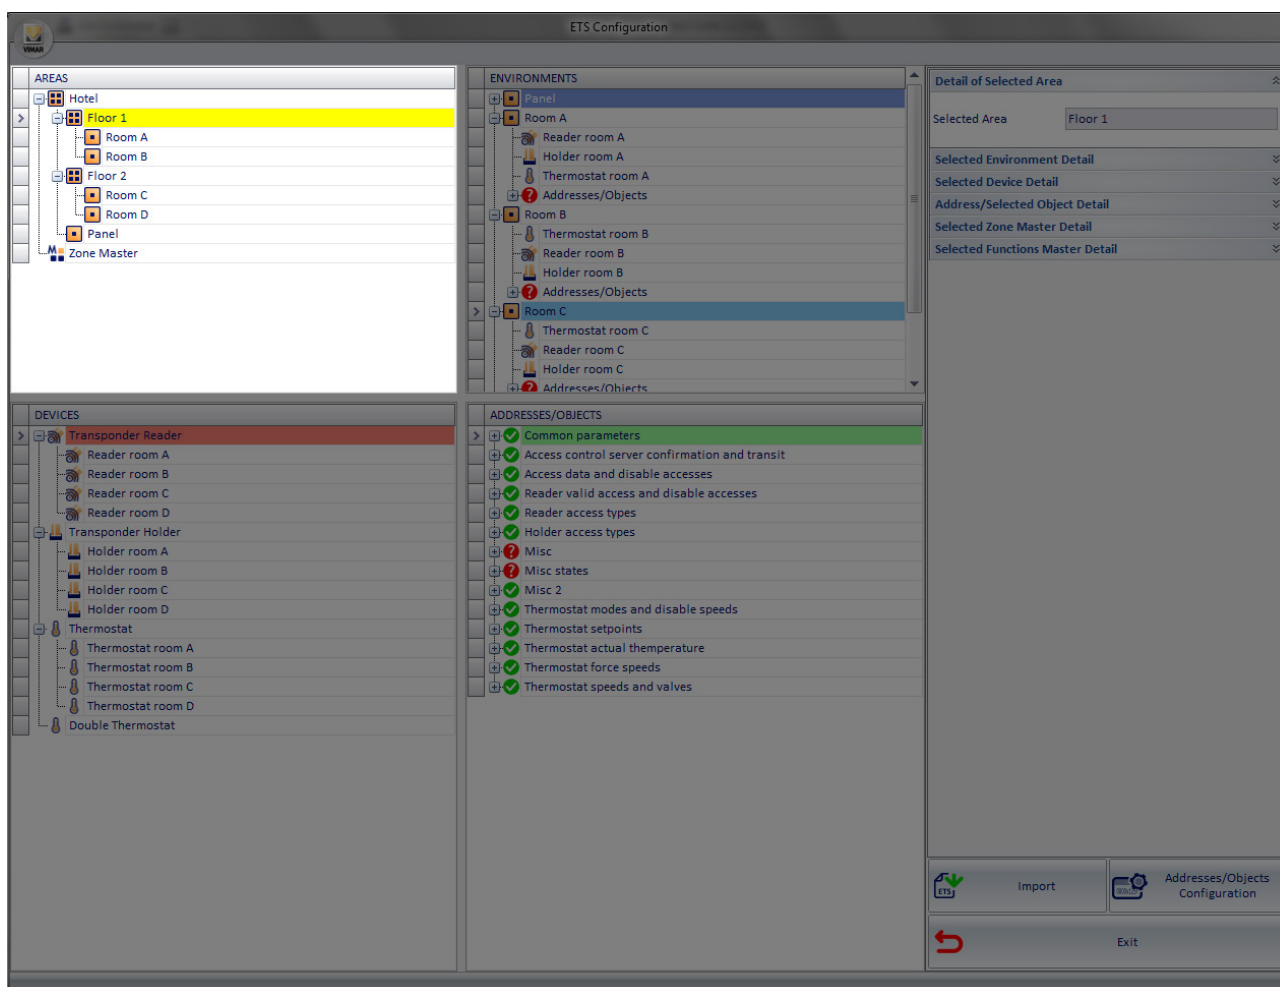 ETS Configuration
VIMAR
AREAS
Hotel
Floor 1
Room A
Room B
Floor 2
Room C
Room D
Panel
Zone Master
ENVIRONMENTS
Panel
Room A
Reader room A
Holder room A
Thermostat room A
Addresses/Objects
Room B
Thermostat room B
Reader room B
Holder room B
Addresses/Objects
Room C
Thermostat room C
Reader room C
Holder room C
Addresses/Objects
Detail of Selected Area
Selected Area Floor 1
Selected Environment Detail
Selected Device Detail
Address/Selected Object Detail
Selected Zone Master Detail
Selected Functions Master Detail
DEVICES
Transponder Reader
Reader room A
Reader room B
Reader room C
Reader room D
Transponder Holder
Holder room A
Holder room B
Holder room C
Holder room D
Thermostat
Thermostat room A
Thermostat room B
Thermostat room C
Thermostat room D
Double Thermostat
ADDRESSES/OBJECTS
Common parameters
Access control server confirmation and transit
Access data and disable accesses
Reader valid access and disable accesses
Reader access types
Holder access types
Misc
Misc states
Misc 2
Thermostat modes and disable speeds
Thermostat setpoints
Thermostat actual themperature
Thermostat force speeds
Thermostat speeds and valves
ETS
Import
Addresses/Objects
Configuration
Exit